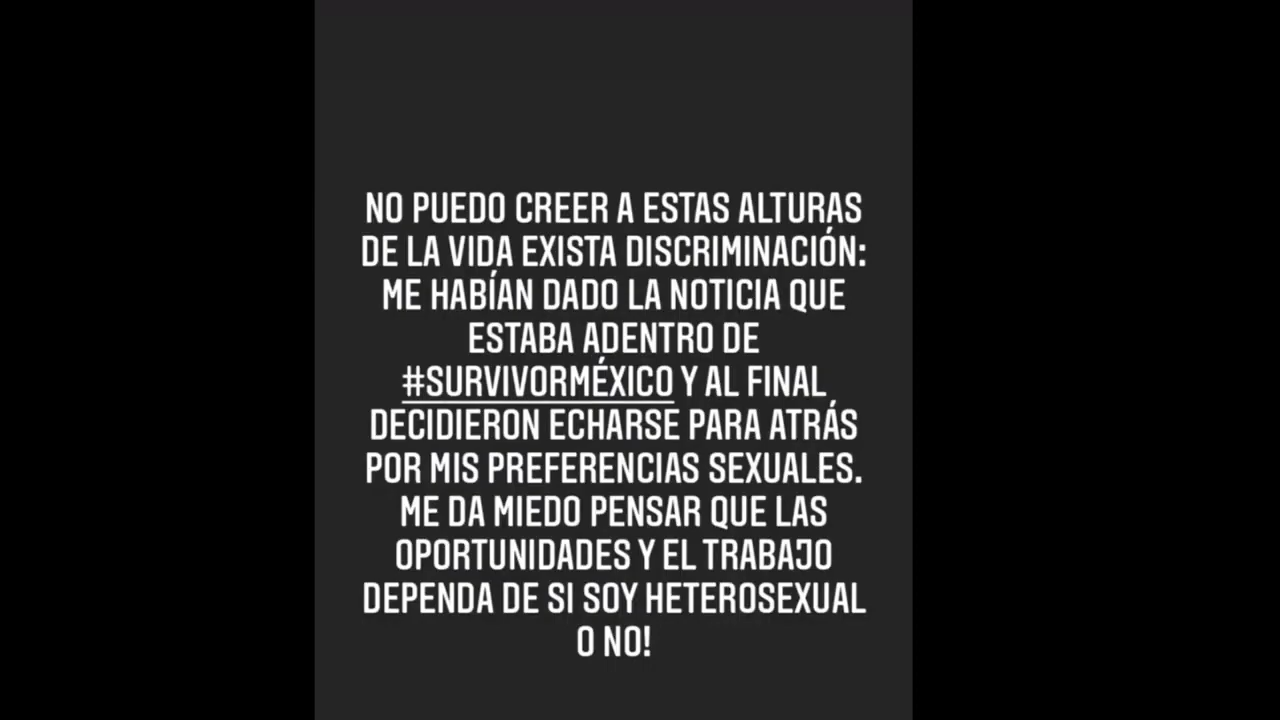 NO PUEDO CREER A ESTAS ALTURAS
DE LA VIDA EXISTA DISCRIMINACIÓN:
ME HABÍAN DADO LA NOTICIA QUE
ESTABA ADENTRO DE
#SURVIVORMÉXICO Y AL FINAL
DECIDIERON ECHARSE PARA ATRÁS
POR MIS PREFERENCIAS SEXUALES.
ME DA MIEDO PENSAR QUE LAS
OPORTUNIDADES Y EL TRABAJO
DEPENDA DE SI SOY HETEROSEXUAL
O NO!